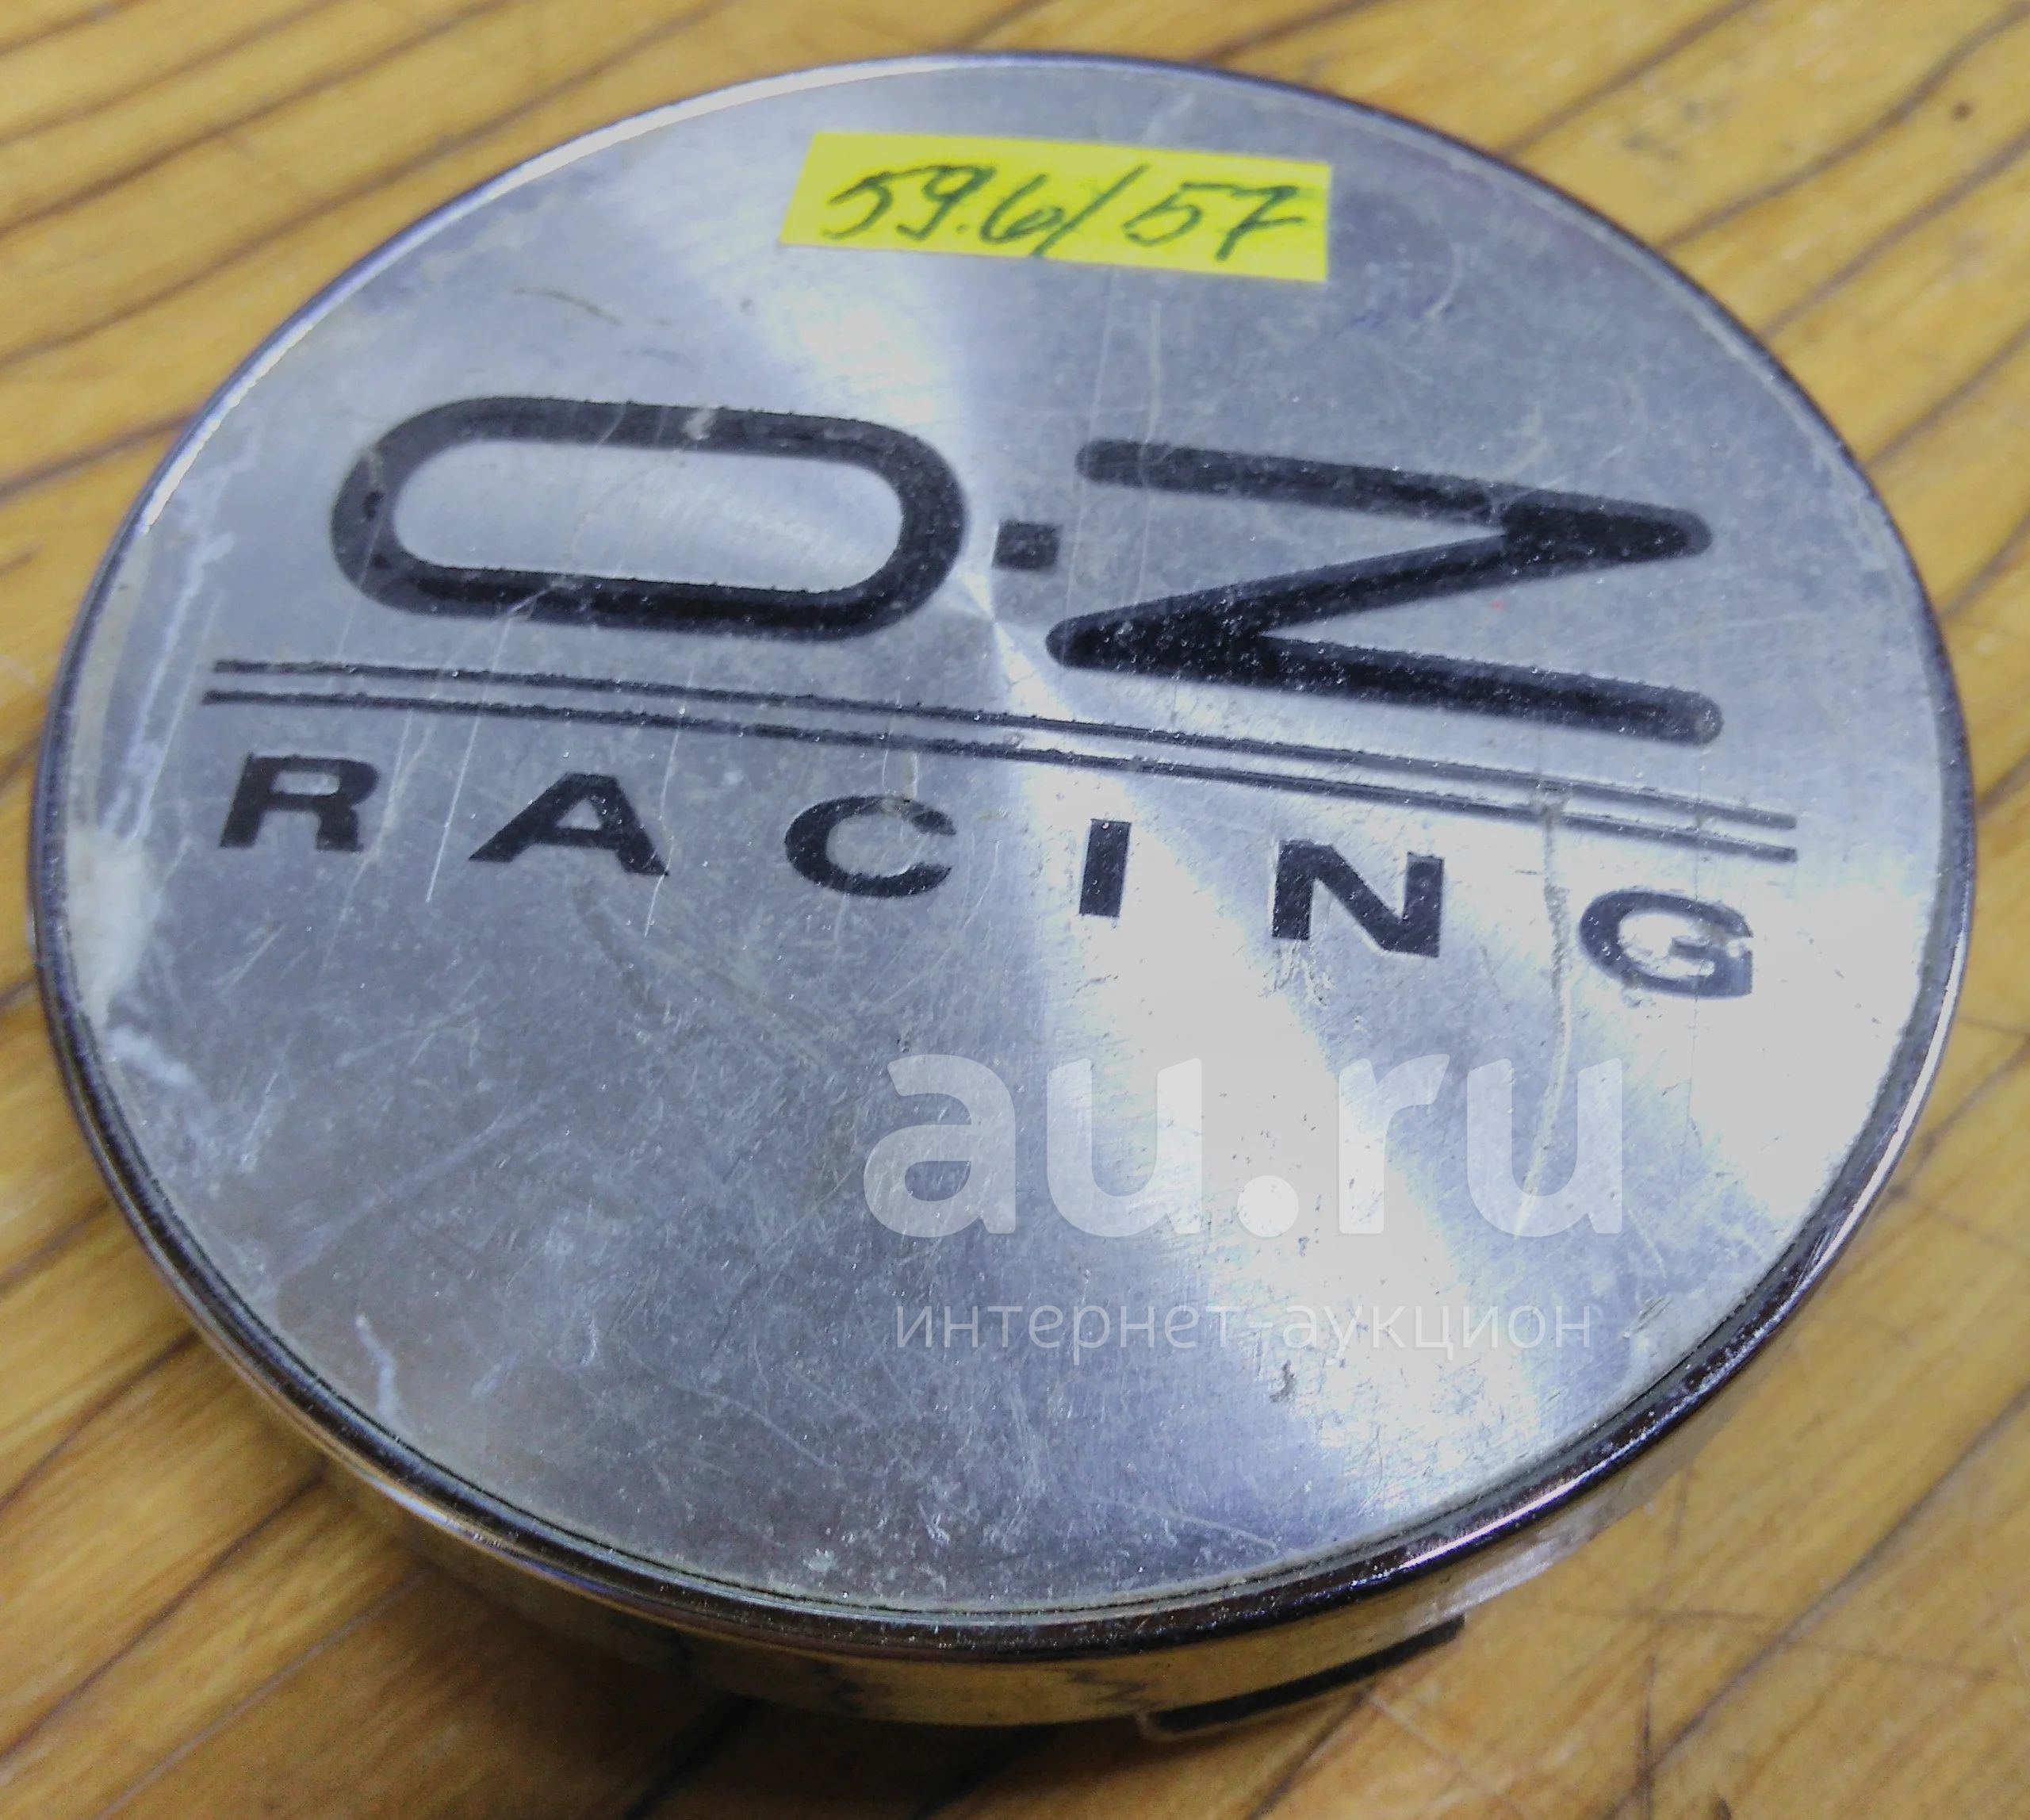 59.6/57
O.Z
RACING
au.ru
интернет-аукцион